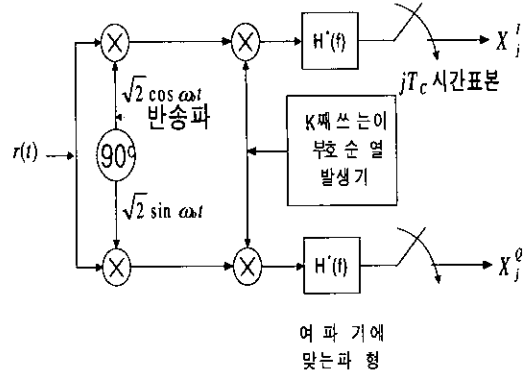 H*(f)
X_j^I
√2 cos ω₀t
반송파
jT_C 시간표본
r(t)
90°
K째 쓰는이
부호 순열
발생기
√2 sin ω₀t
H*(f)
X_j^Q
여파기에
맞는파형